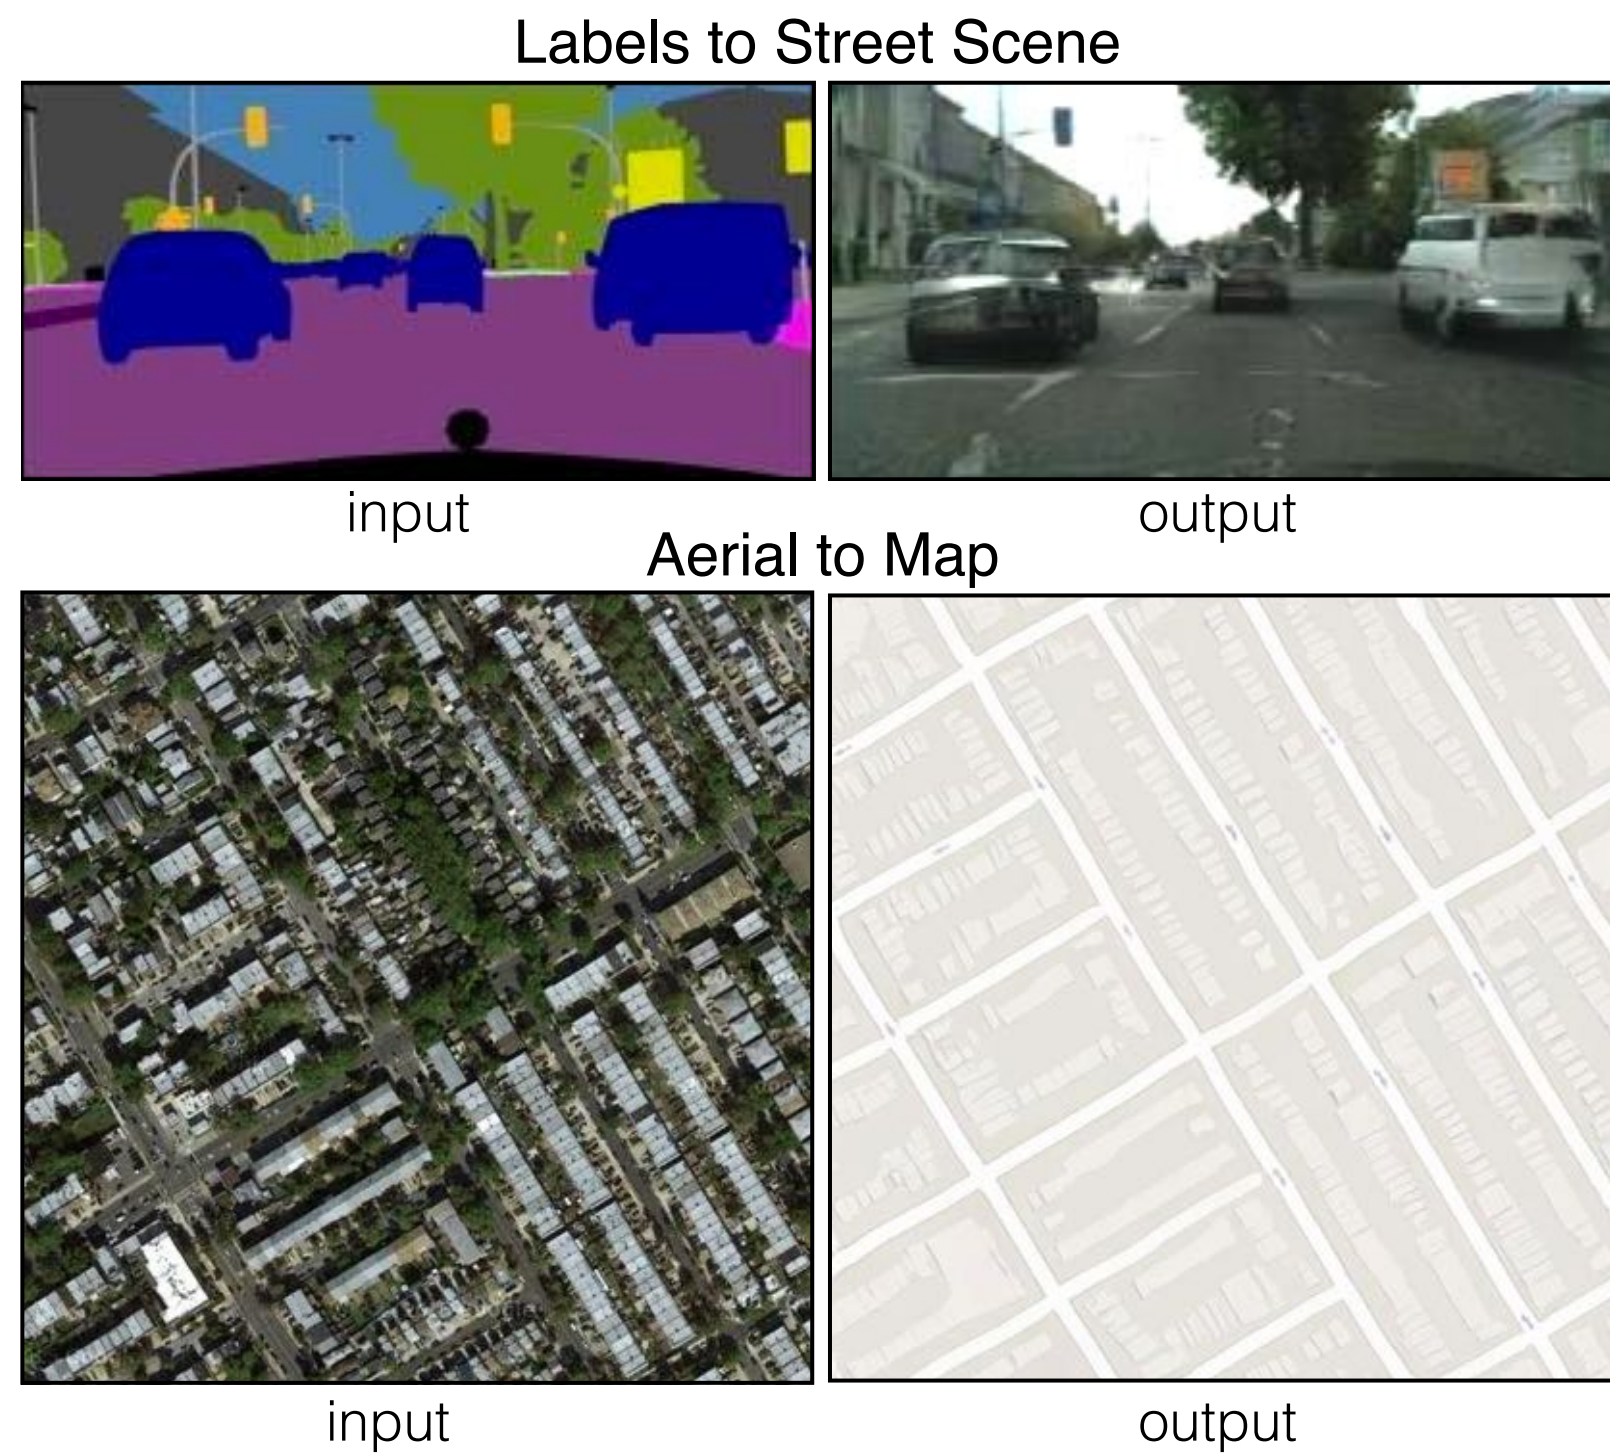 Labels to Street Scene
input
output
Aerial to Map
input
output